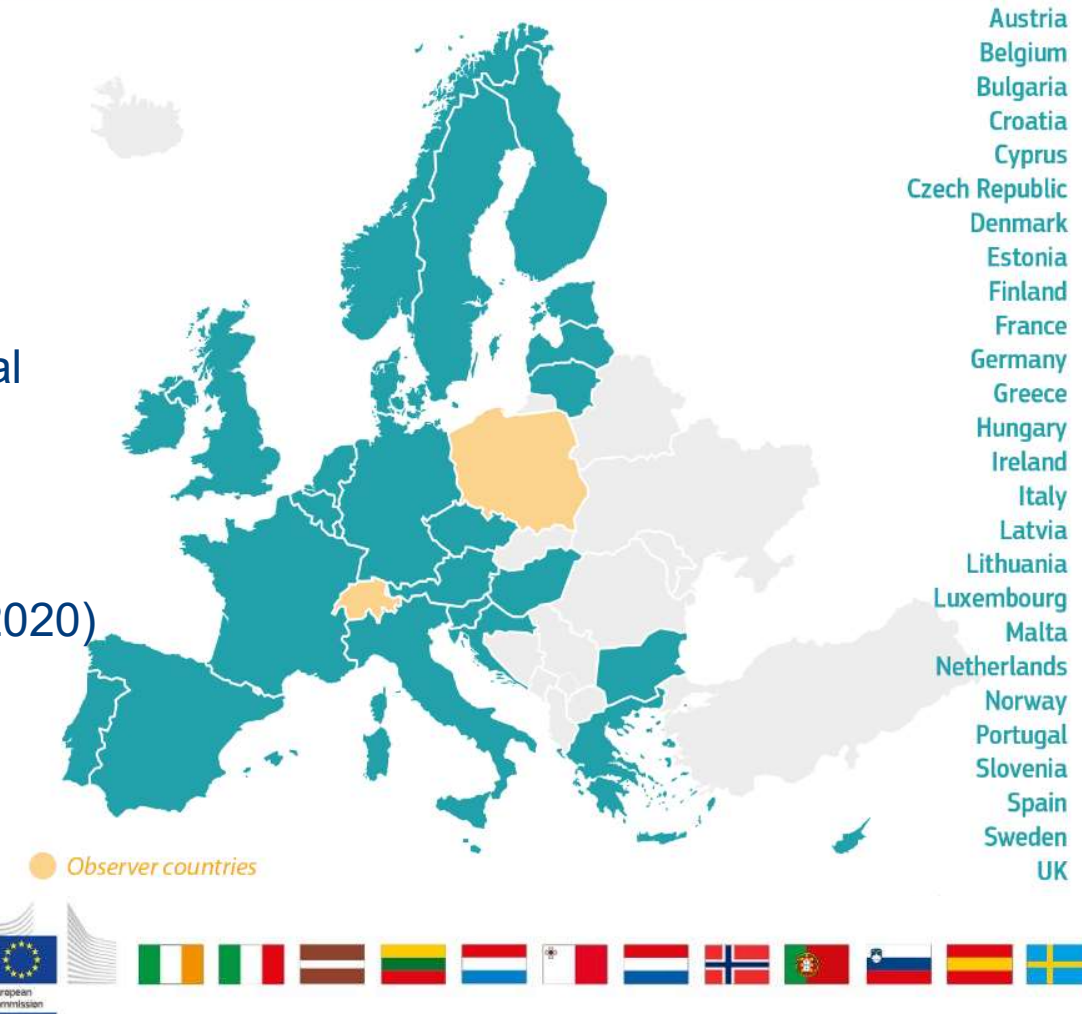 Austria
Belgium
Bulgaria
Croatia
Cyprus
Czech Republic
Denmark
Estonia
Finland
France
al
Germany
Greece
Hungary
Ireland
Italy
Latvia
Lithuania
Luxembourg
2020)
Malta
Netherlands
Norway
Portugal
Slovenia
Spain
Sweden
Observer countries
UK